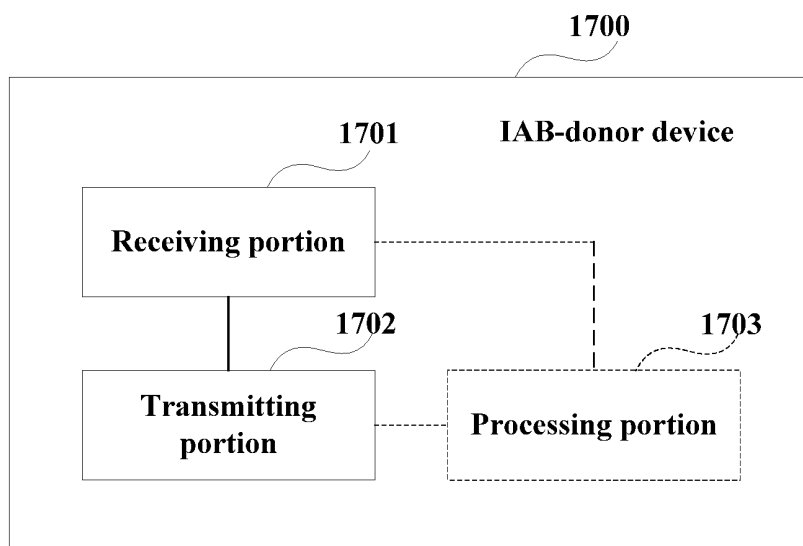 1700
IAB-donor device
1701
Receiving portion
1702
Transmitting
portion
1703
Processing portion